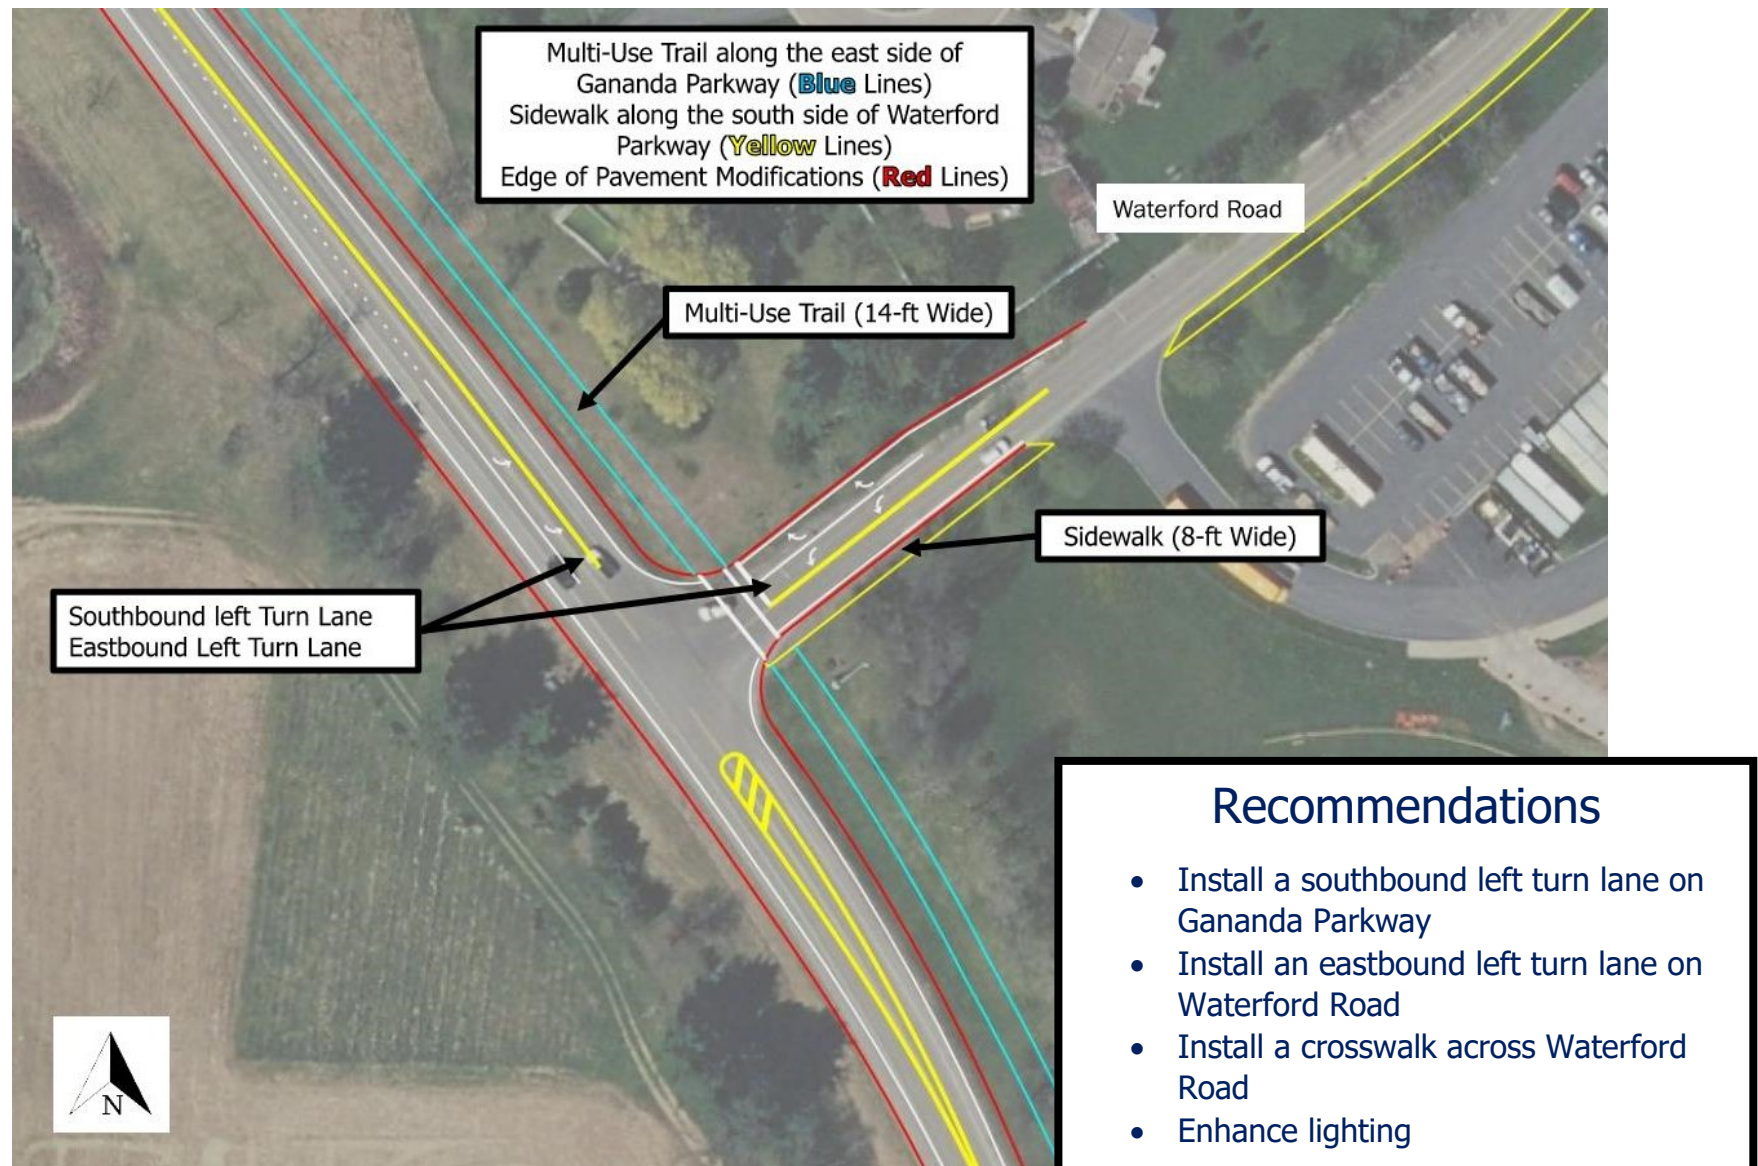 Multi-Use Trail along the east side of
Gananda Parkway (Blue Lines)
Sidewalk along the south side of Waterford
Parkway (Yellow Lines)
Edge of Pavement Modifications (Red Lines)
Waterford Road
Multi-Use Trail (14-ft Wide)
Sidewalk (8-ft Wide)
Southbound left Turn Lane
Eastbound Left Turn Lane
N
Recommendations
• Install a southbound left turn lane on
Gananda Parkway
• Install an eastbound left turn lane on
Waterford Road
• Install a crosswalk across Waterford
Road
• Enhance lighting